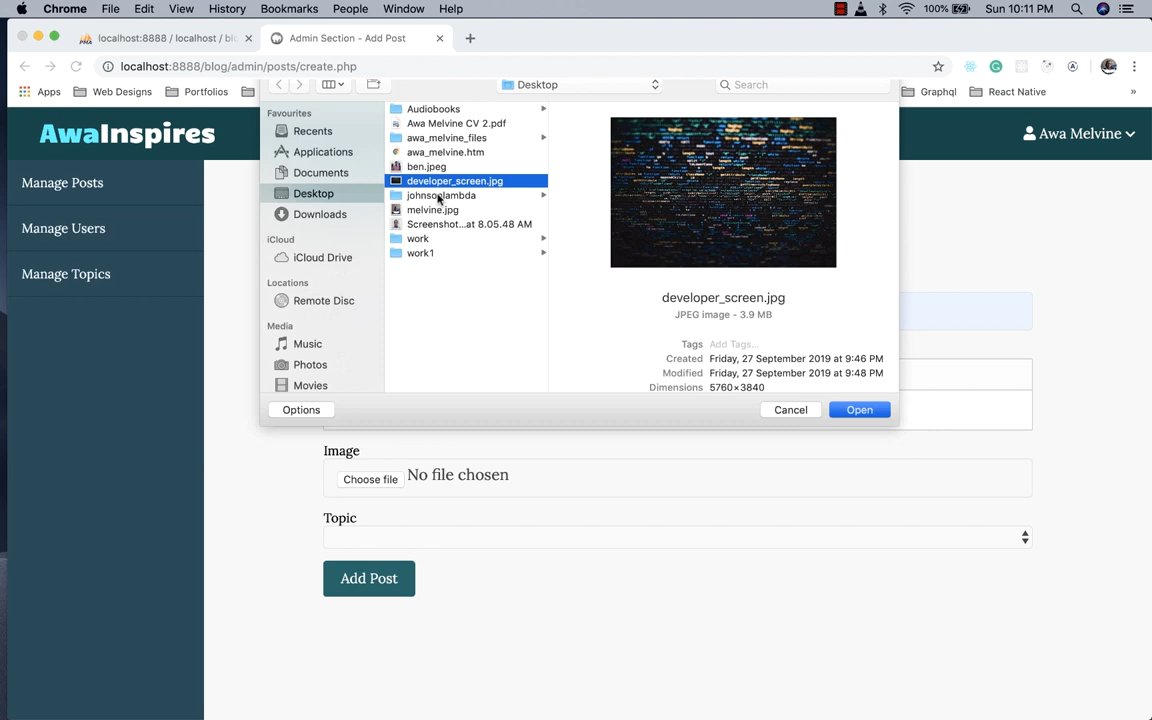 Chrome File Edit View History Bookmarks People Window Help 100% Sun 10:11 PM
localhost:8888 / localhost / blo
Admin Section - Add Post
localhost:8888/blog/admin/posts/create.php
Apps Web Designs Portfolios Graphql React Native »
AwaInspires
Awa Melvine
Manage Posts
Manage Users
Manage Topics
Desktop
Search
Favourites
Recents
Applications
Documents
Desktop
Downloads
iCloud
iCloud Drive
Locations
Remote Disc
Media
Music
Photos
Movies
Audiobooks
Awa Melvine CV 2.pdf
awa_melvine_files
awa_melvine.htm
ben.jpeg
developer_screen.jpg
melvine.jpg
Screenshot...at 8.05.48 AM
work
work1
developer_screen.jpg
JPEG image - 3.9 MB
Tags Add Tags...
Created Friday, 27 September 2019 at 9:46 PM
Modified Friday, 27 September 2019 at 9:48 PM
Dimensions 5760×3840
Options
Cancel
Open
Image
Choose file No file chosen
Topic
Add Post